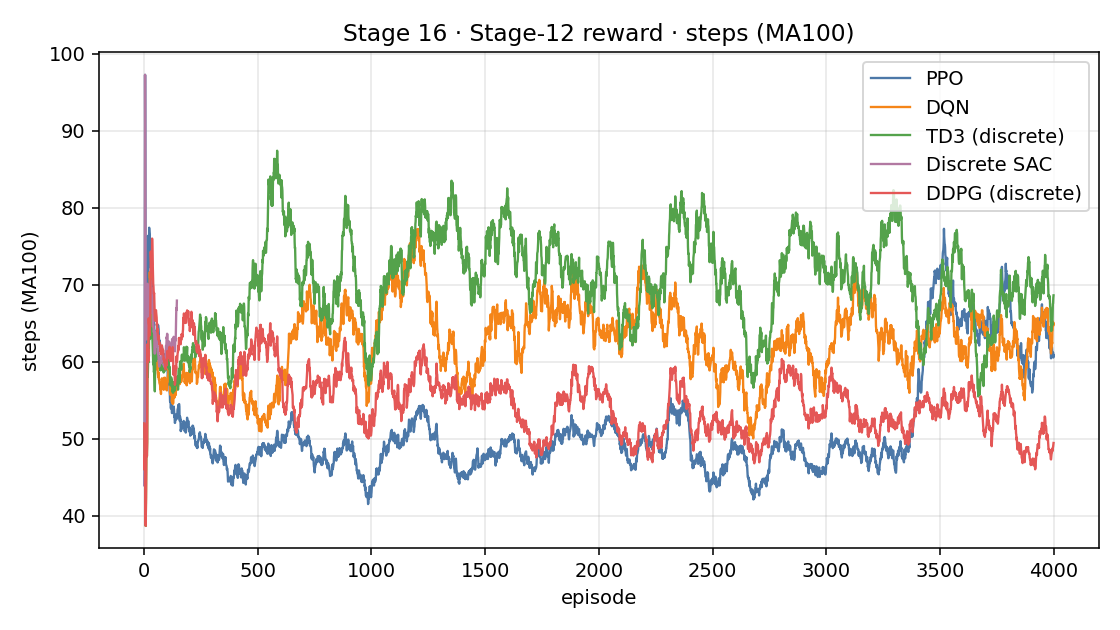 Stage 16 · Stage-12 reward · steps (MA100)
100
90
80
70
60
50
40
steps (MA100)
PPO
DQN
TD3 (discrete)
Discrete SAC
DDPG (discrete)
0 500 1000 1500 2000 2500 3000 3500 4000
episode